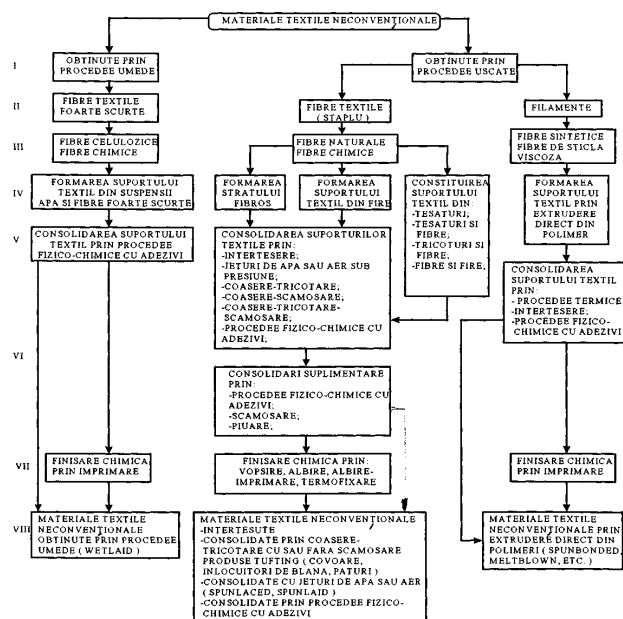 MATERIALE TEXTILE NECONVENȚIONALE
I
OBTINUTE PRIN
PROCEDEE UMEDE
OBTINUTE PRIN
PROCEDEE USCATE
II
FIBRE TEXTILE
FOARTE SCURTE
FIBRE TEXTILE
( STAPLU )
FILAMENTE
III
FIBRE CELULOZICE
FIBRE CHIMICE
FIBRE NATURALE
FIBRE CHIMICE
FIBRE SINTETICE
FIBRE DE STICLA
VISCOZA
IV
FORMAREA SUPORTULUI
TEXTIL DIN SUSPENSII
APA SI FIBRE FOARTE SCURTE
FORMAREA
STRATULUI
FIBROS
FORMAREA
SUPORTULUI
TEXTIL DIN FIRE
CONSTITUIREA
SUPORTULUI
TEXTIL DIN:
-TESATURI;
-TESATURI SI
FIBRE;
-TRICOTURI SI
FIBRE;
-FIBRE SI FIRE;
FORMAREA
SUPORTULUI
TEXTIL PRIN
EXTRUDERE
DIRECT DIN
POLIMER
V
CONSOLIDAREA SUPORTULUI
TEXTIL PRIN PROCEDEE
FIZICO-CHIMICE CU ADEZIVI
CONSOLIDAREA SUPORTURILOR
TEXTILE PRIN:
-INTERTESERE;
-JETURI DE APA SAU AER SUB
PRESIUNE;
-COASERE-TRICOTARE;
-COASERE-SCAMOSARE;
-COASERE-TRICOTARE-
SCAMOSARE;
-PROCEDEE FIZICO-CHIMICE CU
ADEZIVI;
CONSOLIDAREA
SUPORTULUI TEXTIL
PRIN:
- PROCEDEE TERMICE
-INTERTESERE;
-PROCEDEE FIZICO-
CHIMICE CU ADEZIVI
VI
CONSOLIDARI SUPLIMENTARE
PRIN:
-PROCEDEE FIZICO-CHIMICE CU
ADEZIVI;
-SCAMOSARE;
-PIUARE;
VII
FINISARE CHIMICA
PRIN IMPRIMARE
FINISARE CHIMICA PRIN:
VOPSIRE, ALBIRE, ALBIRE-
IMPRIMARE, TERMOFIXARE
FINISARE CHIMICA
PRIN IMPRIMARE
VIII
MATERIALE TEXTILE
NECONVENTIONALE
OBTINUTE PRIN PROCEDEE
UMEDE ( WETLAID )
MATERIALE TEXTILE NECONVENTIONALE
-INTERTESUTE
-CONSOLIDATE PRIN COASERE-
TRICOTARE CU SAU FARA SCAMOSARE
PRODUSE TUFTING ( COVOARE,
INLOCUITORI DE BLANA, PATURI )
-CONSOLIDATE CU JETURI DE APA SAU AER
( SPUNLACED, SPUNLAID )
-CONSOLIDATE PRIN PROCEDEE FIZICO-
CHIMICE CU ADEZIVI
MATERIALE TEXTILE
NECONVENTIONALE PRIN
EXTRUDERE DIRECT DIN
POLIMERI ( SPUNBONDED,
MELTBLOWN, ETC. )